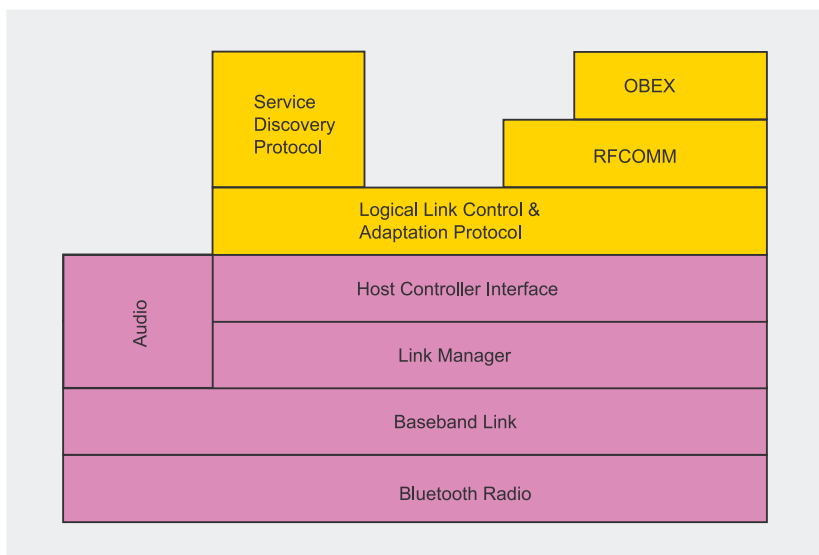 Service
Discovery
Protocol
OBEX
RFCOMM
Logical Link Control &
Adaptation Protocol
Audio
Host Controller Interface
Link Manager
Baseband Link
Bluetooth Radio